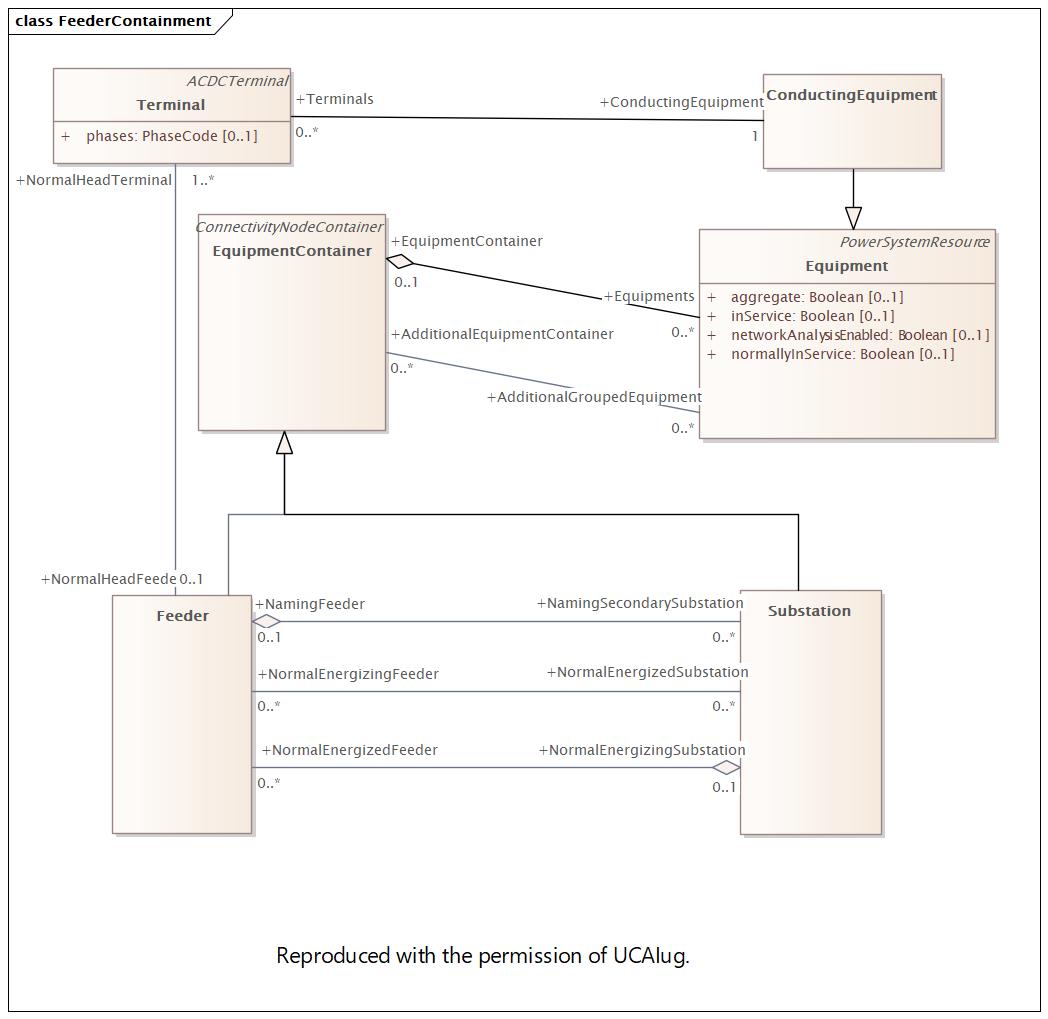 class FeederContainment
ACDCTerminal
Terminal
+ phases: PhaseCode [0..1]
+Terminals
0..*
+ConductingEquipment
1
ConductingEquipment
+NormalHeadTerminal 1..*
ConnectivityNodeContainer
EquipmentContainer
+EquipmentContainer
0..1
+Equipments
0..*
PowerSystemResource
Equipment
+ aggregate: Boolean [0..1]
+ inService: Boolean [0..1]
+ networkAnalysisEnabled: Boolean [0..1]
+ normallyInService: Boolean [0..1]
+AdditionalEquipmentContainer
0..*
+AdditionalGroupedEquipment
0..*
+NormalHeadFeede 0..1
Feeder
Substation
+NamingFeeder
0..1
+NamingSecondarySubstation
0..*
+NormalEnergizingFeeder
0..*
+NormalEnergizedSubstation
0..*
+NormalEnergizedFeeder
0..*
+NormalEnergizingSubstation
0..1
Reproduced with the permission of UCAIug.